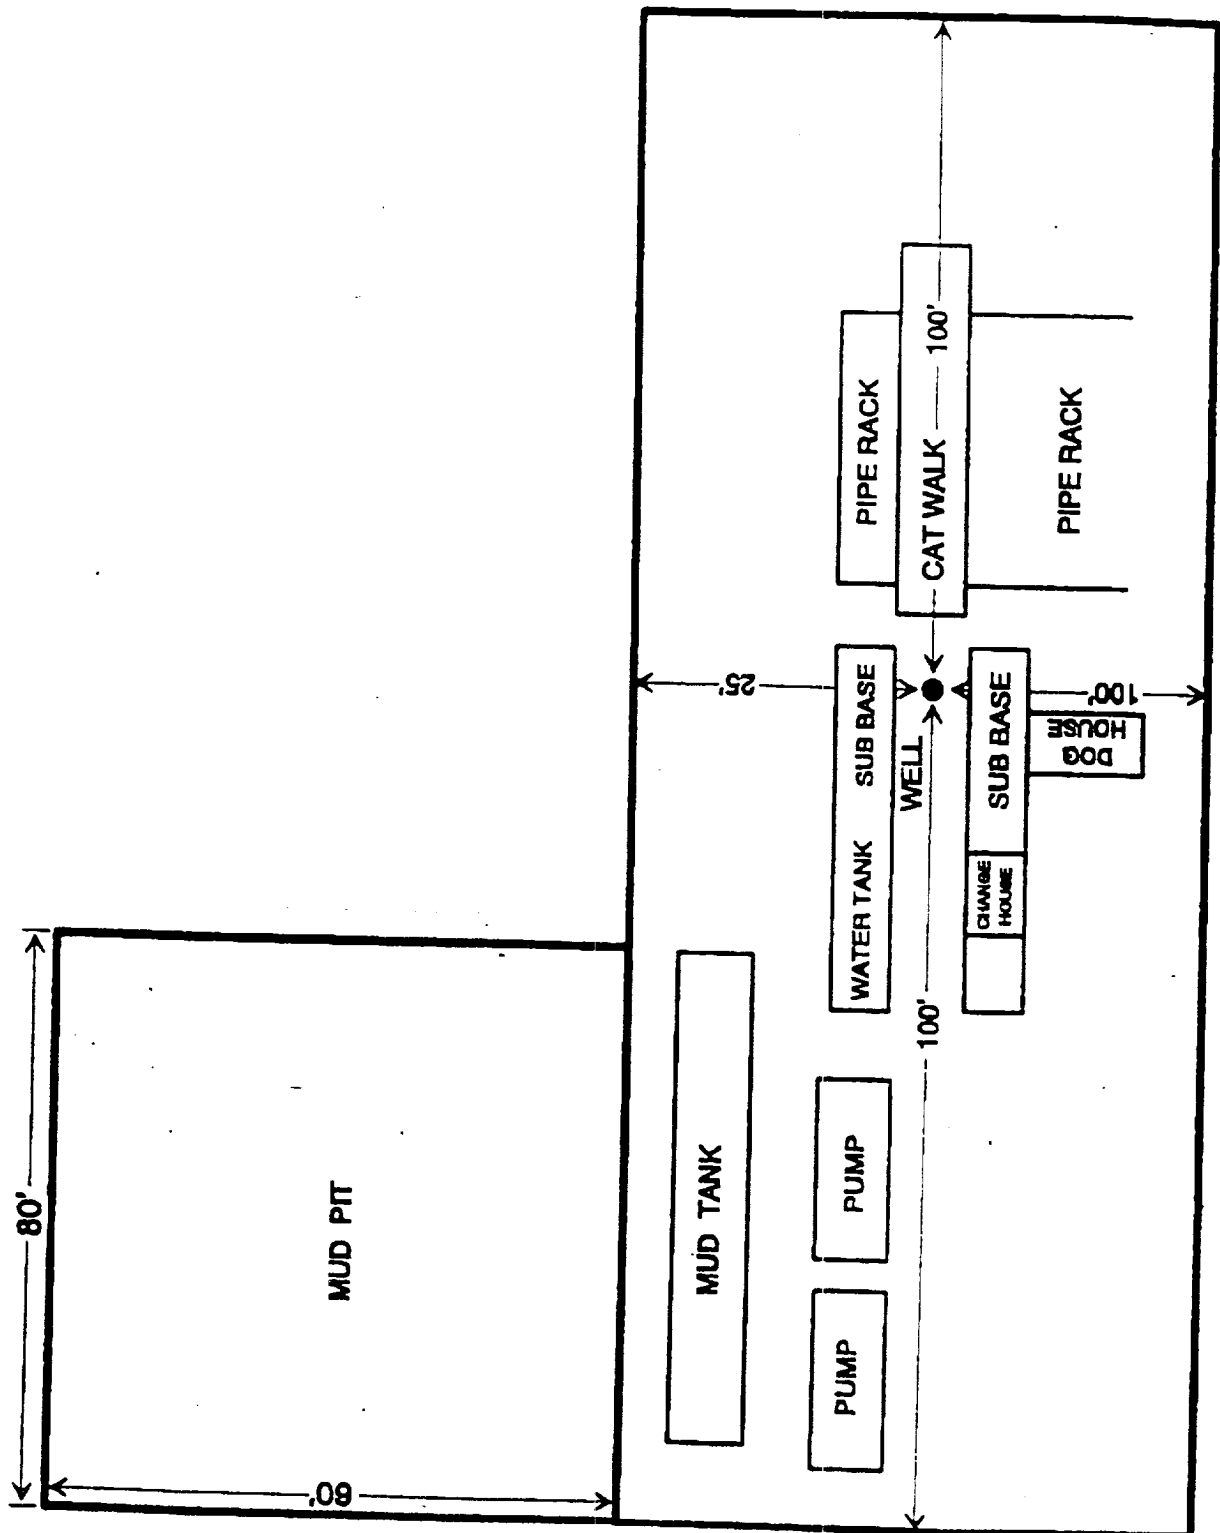 80'
MUD PIT
60'
MUD TANK
PUMP
PUMP
25'
WATER TANK
SUB BASE
PIPE RACK
WELL
100'
CAT WALK
100'
CHANGE
HOUSE
SUB BASE
DOG
HOUSE
100'
PIPE RACK